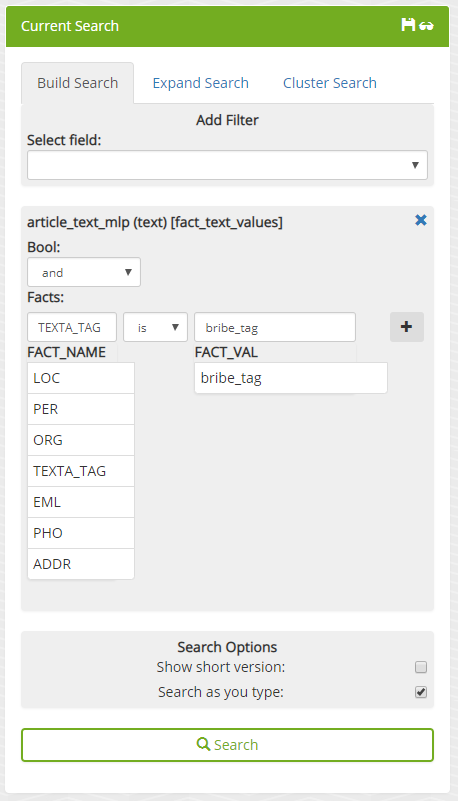 Current Search
Build Search Expand Search Cluster Search
Add Filter
Select field:
article_text_mlp (text) [fact_text_values]
Bool:
and
Facts:
TEXTA_TAG is bribe_tag
FACT_NAME FACT_VAL
LOC bribe_tag
PER
ORG
TEXTA_TAG
EML
PHO
ADDR
Search Options
Show short version:
Search as you type:
Search